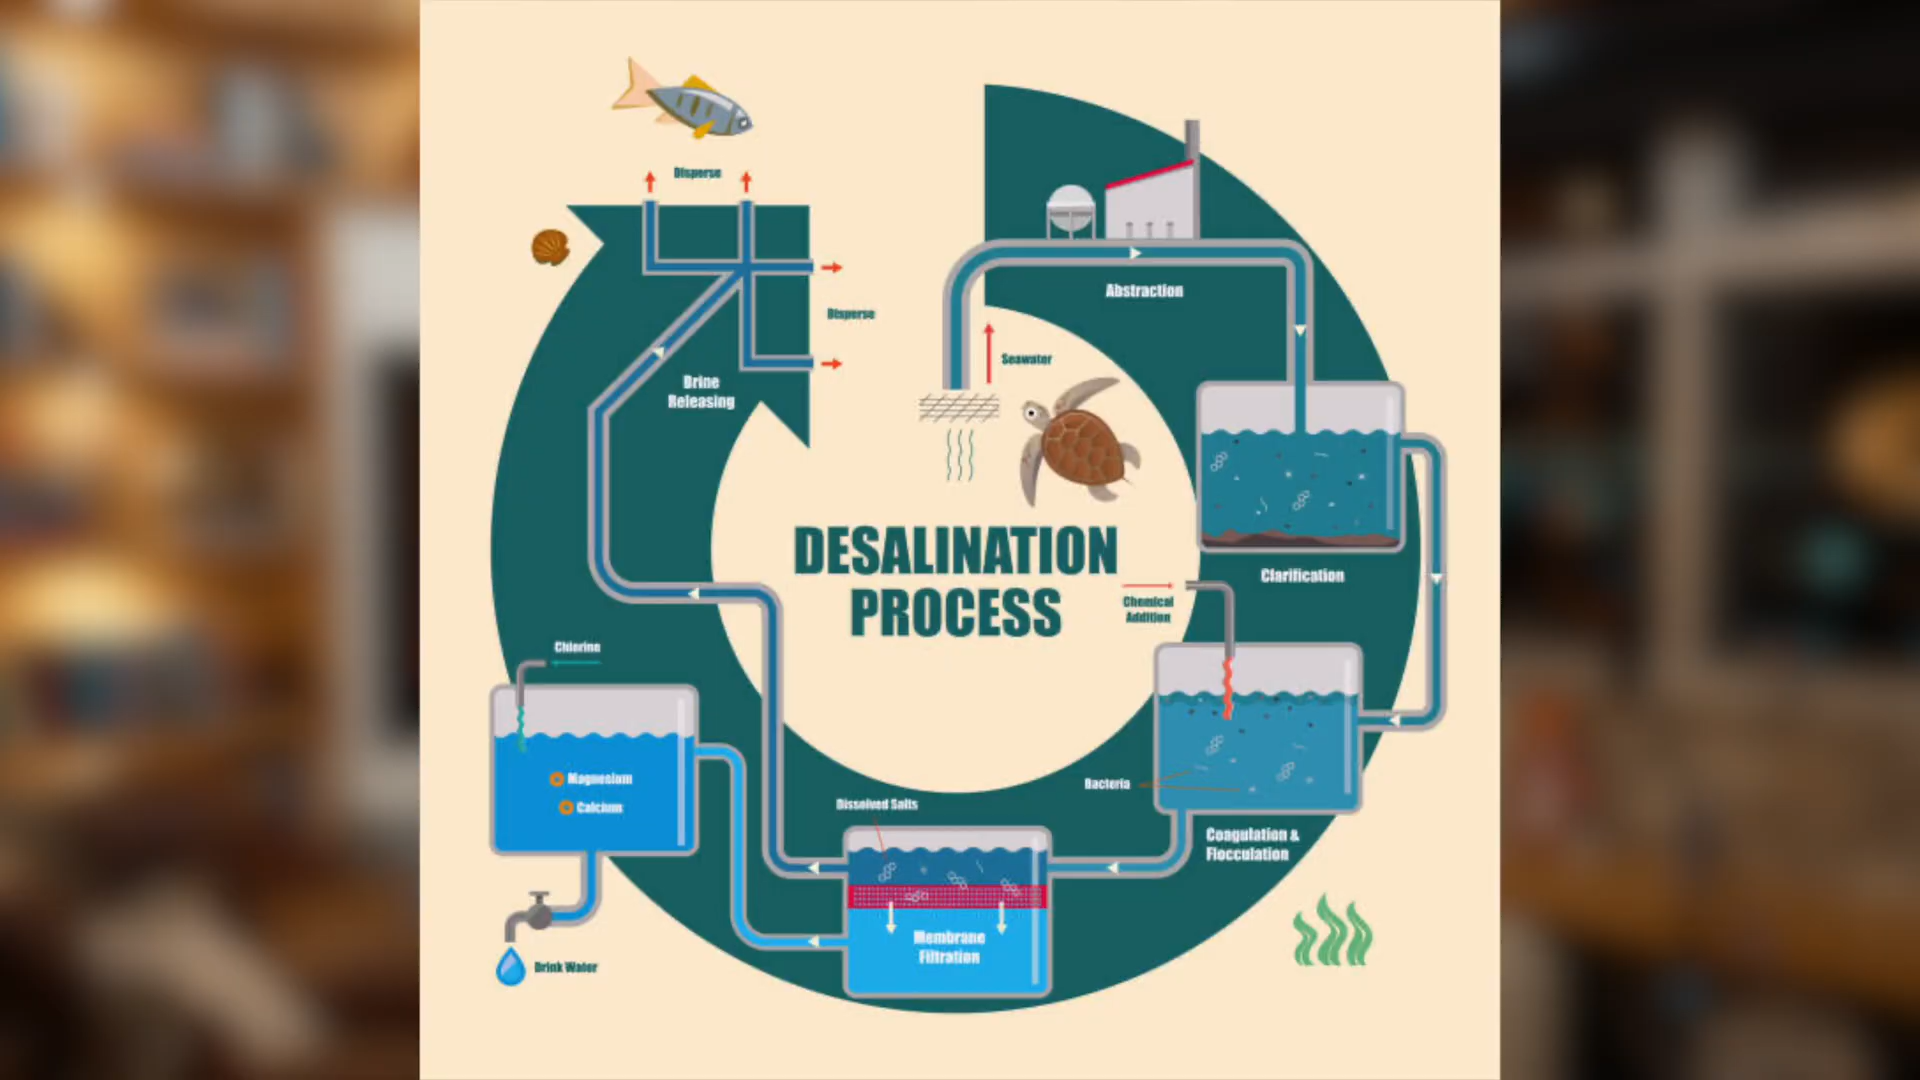 Disperse
Disperse
Brine
Releasing
Abstraction
Seawater
DESALINATION
PROCESS
Clarification
Chemical
Addition
Chlorine
Magnesium
Calcium
Bacteria
Dissolved Salts
Coagulation &
Flocculation
Membrane
Filtration
Drink Water